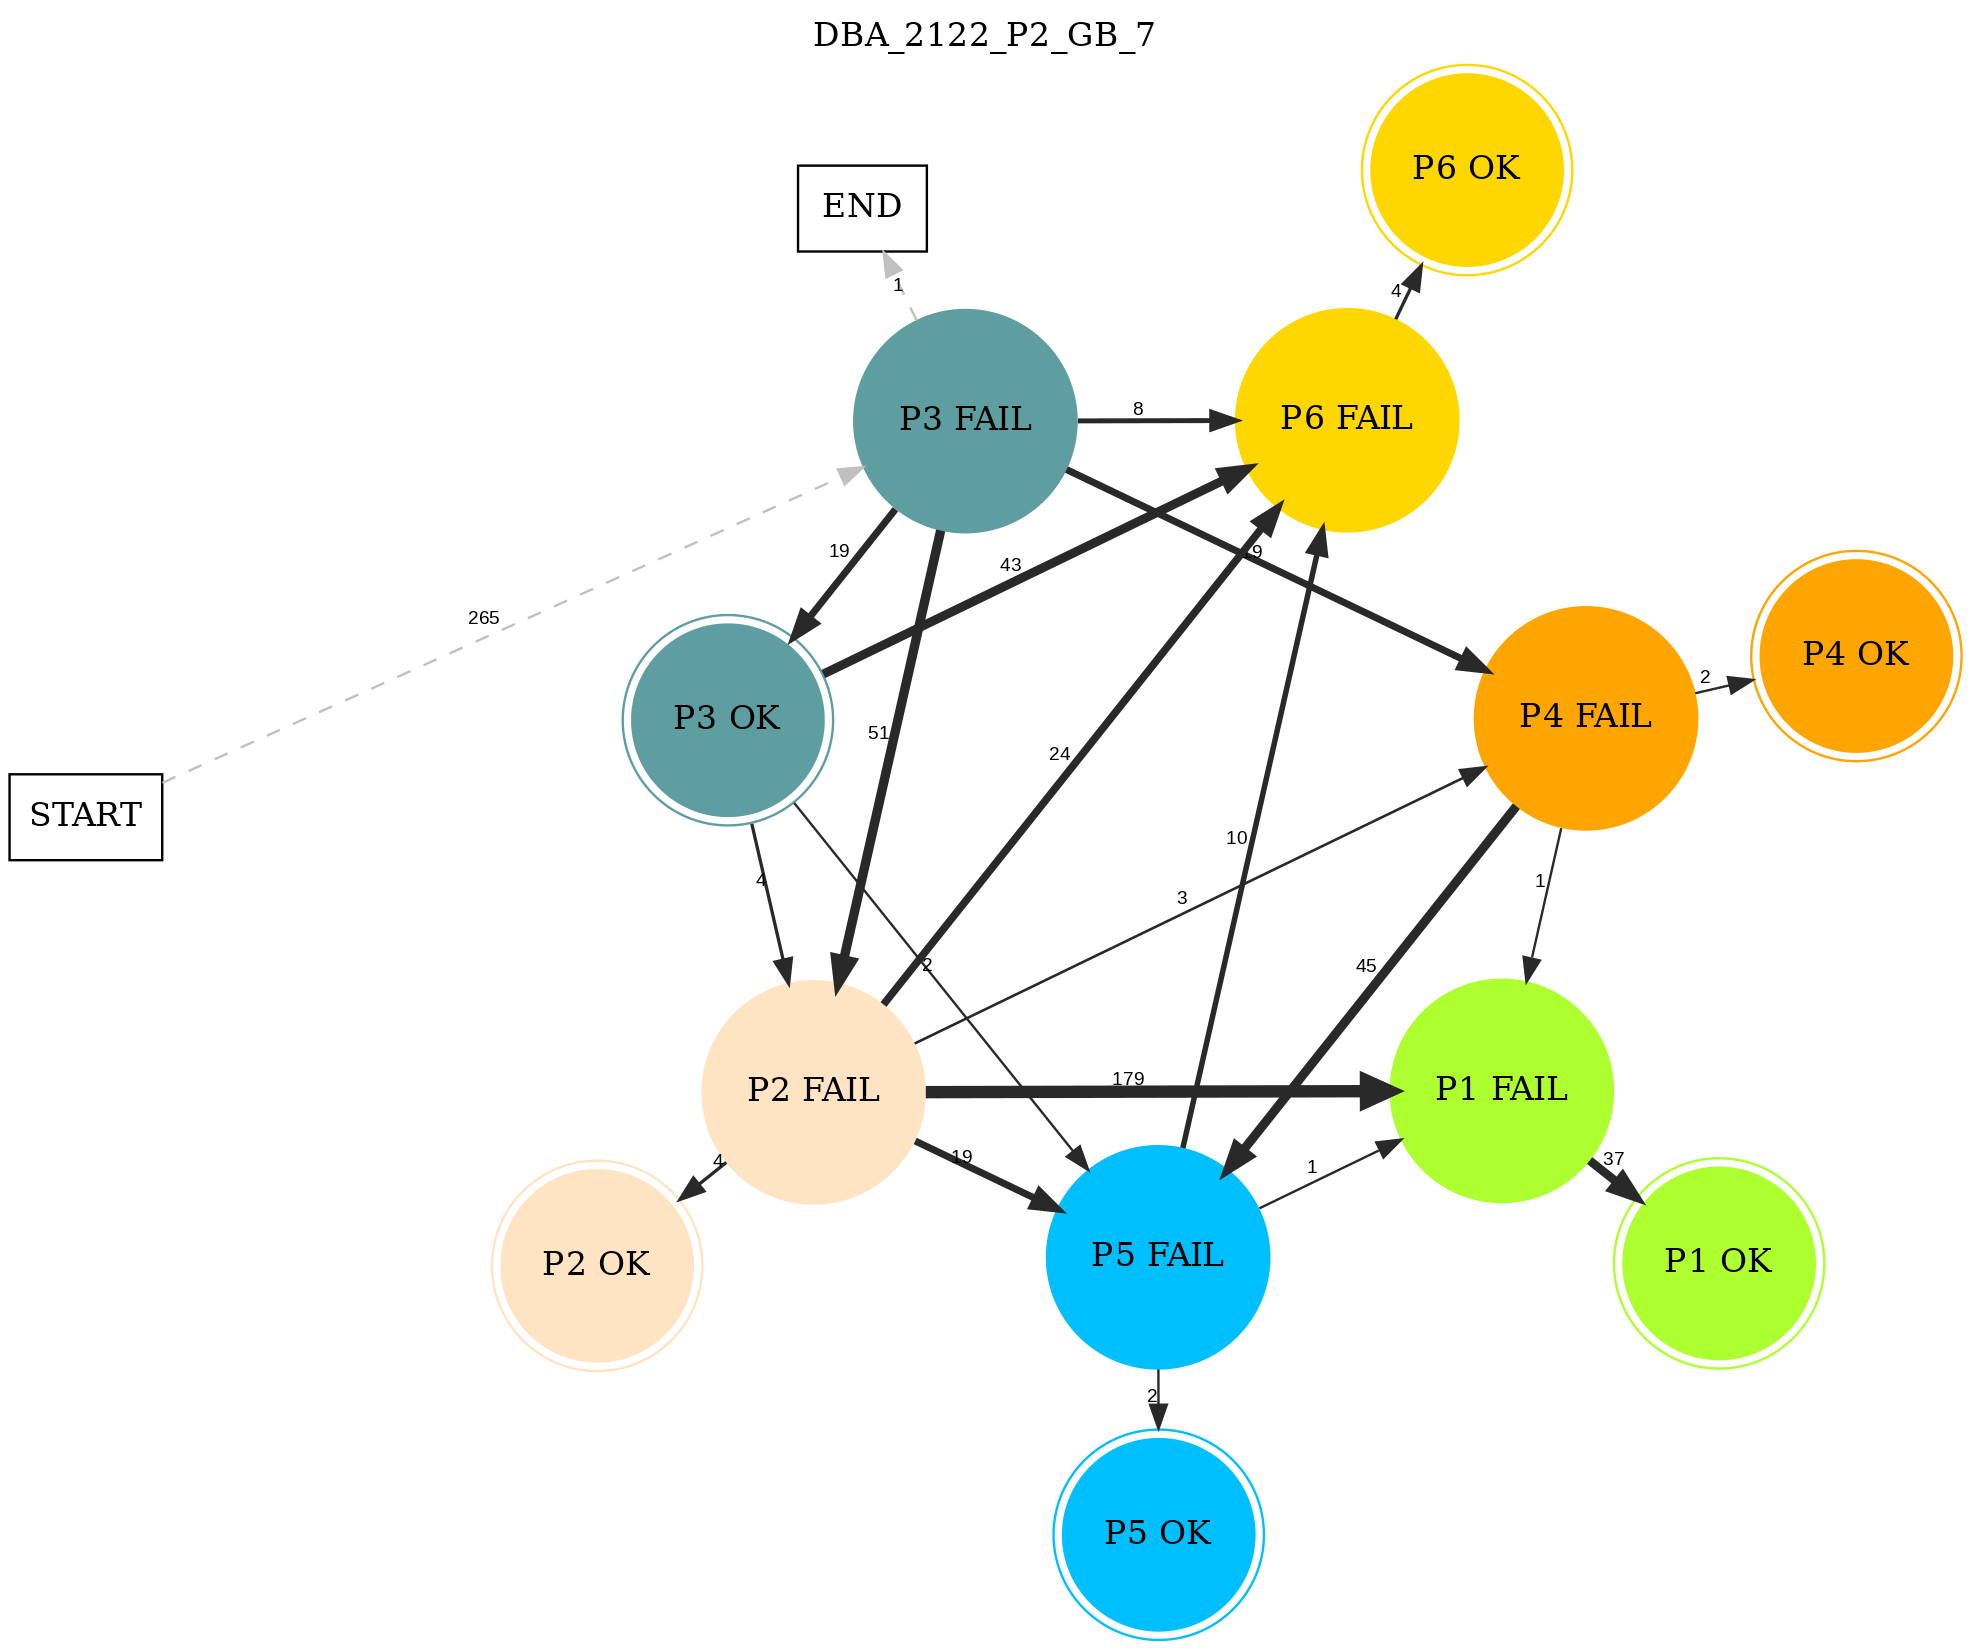 DBA_2122_P2_GB_7
P6 OK
END
1
4
P3 FAIL
8
P6 FAIL
19
43
265
P4 OK
2
P3 OK
P4 FAIL
51
24
START
10
4
1
3
2
45
P2 FAIL
179
P1 FAIL
4
19
1
37
P2 OK
P5 FAIL
P1 OK
2
P5 OK